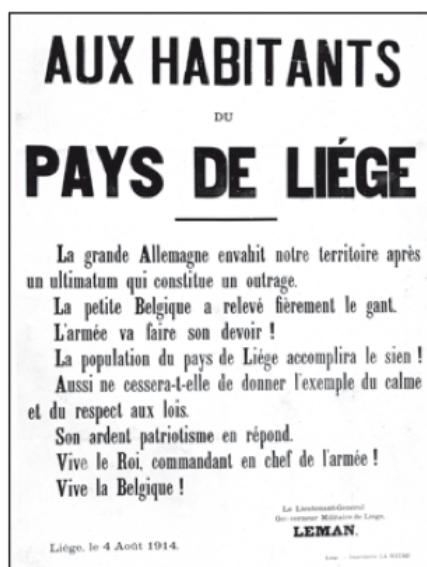 AUX HABITANTS
DU
PAYS DE LIÉGE
La grande Allemagne envahit notre territoire après
un ultimatum qui constitue un outrage.
La petite Belgique a relevé fièrement le gant.
L'armée va faire son devoir !
La population du pays de Liége accomplira le sien !
Aussi ne cessera-t-elle de donner l'exemple du calme
et du respect aux lois.
Son ardent patriotisme en répond.
Vive le Roi, commandant en chef de l'armée !
Vive la Belgique !
Le Lieutenant-Général
Gouverneur Militaire de Liége,
LEMAN.
Liége, le 4 Août 1914.